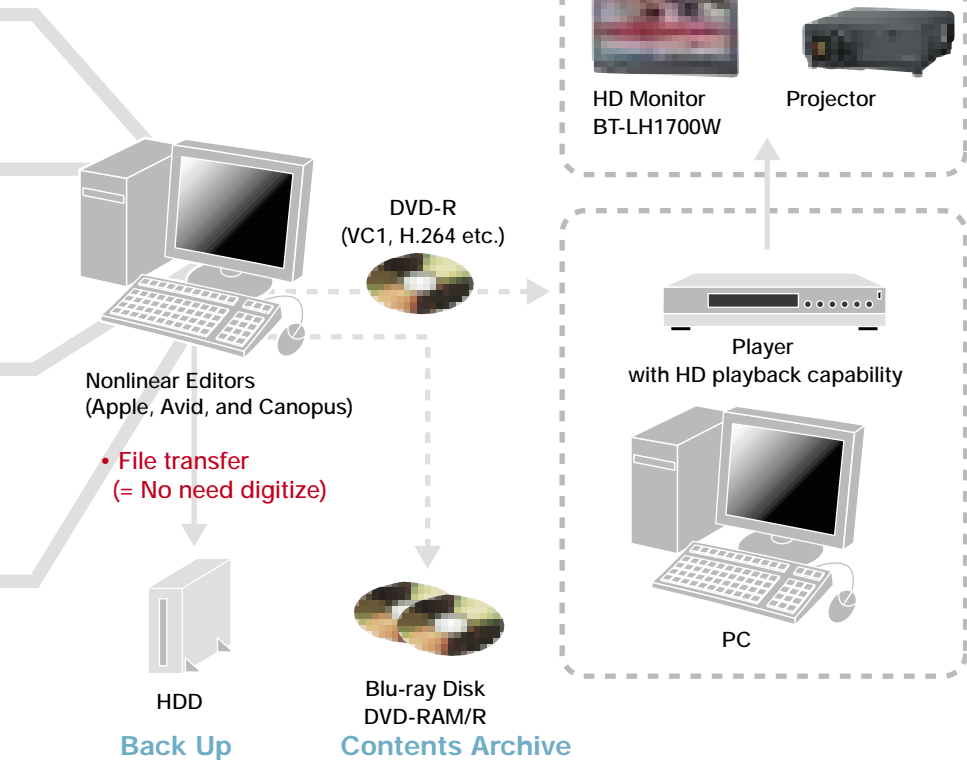 HD Monitor
BT-LH1700W
Projector
DVD-R
(VC1, H.264 etc.)
Player
with HD playback capability
Nonlinear Editors
(Apple, Avid, and Canopus)
• File transfer
(= No need digitize)
PC
HDD
Back Up
Blu-ray Disk
DVD-RAM/R
Contents Archive